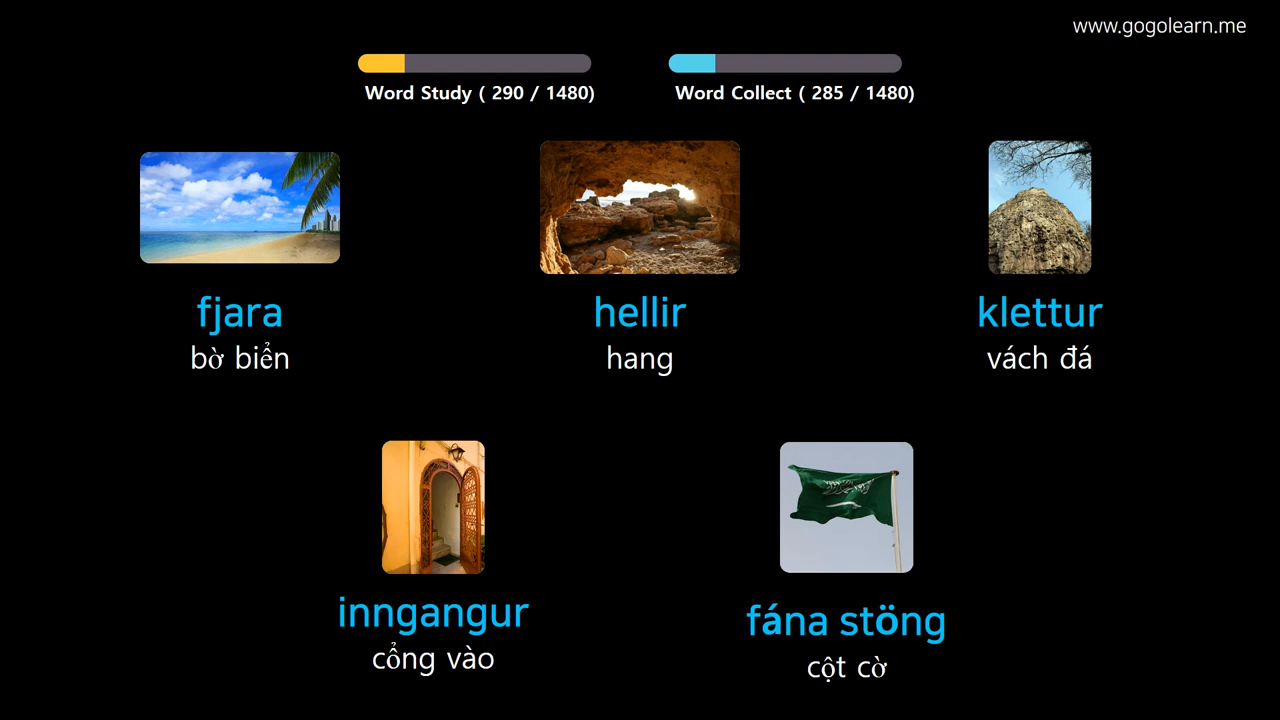 www.gogolearn.me
Word Study ( 290 / 1480)
Word Collect ( 285 / 1480)
fjara
bờ biển
hellir
hang
klettur
vách đá
inngangur
cổng vào
fána stöng
cột cờ